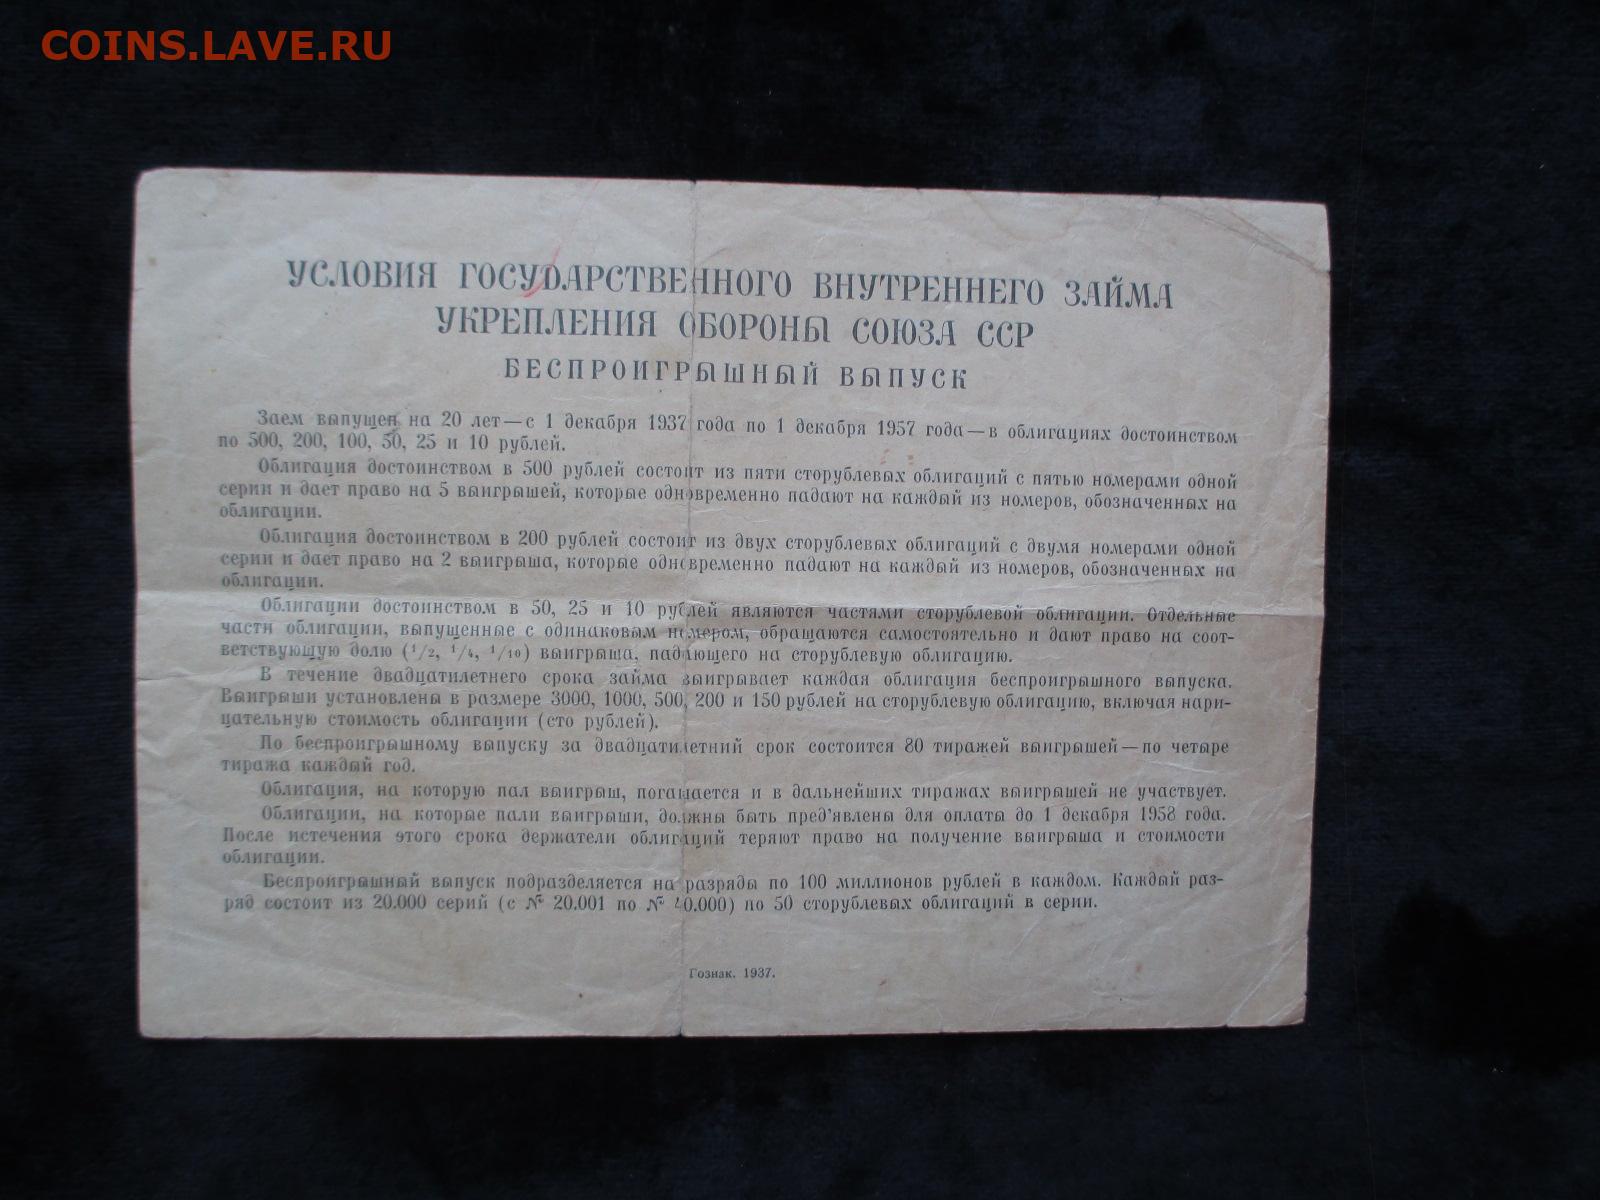 COINS.LAVE.RU
УСЛОВИЯ ГОСУДАРСТВЕННОГО ВНУТРЕННЕГО ЗАЙМА
УКРЕПЛЕНИЯ ОБОРОНЫ СОЮЗА ССР
БЕСПРОИГРЫШНЫЙ ВЫПУСК
Заем выпущен на 20 лет — с 1 декабря 1937 года по 1 декабря 1957 года — в облигациях достоинством
по 500, 200, 100, 50, 25 и 10 рублей.
Облигация достоинством в 500 рублей состоит из пяти сторублевых облигаций с пятью номерами одной
серии и дает право на 5 выигрышей, которые одновременно падают на каждый из номеров, обозначенных на
облигации.
Облигация достоинством в 200 рублей состоит из двух сторублевых облигаций с двумя номерами одной
серии и дает право на 2 выигрыша, которые одновременно падают на каждый из номеров, обозначенных на
облигации.
Облигации достоинством в 50, 25 и 10 рублей являются частями сторублевой облигации. Отдельные
части облигации, выпущенные с одинаковым номером, обращаются самостоятельно и дают право на соот-
ветствующую долю (1/2, 1/4, 1/10) выигрыша, падающего на сторублевую облигацию.
В течение двадцатилетнего срока займа выигрывает каждая облигация беспроигрышного выпуска.
Выигрыши установлены в размере 3000, 1000, 500, 200 и 150 рублей на сторублевую облигацию, включая нари-
цательную стоимость облигации (сто рублей).
По беспроигрышному выпуску за двадцатилетний срок состоится 80 тиражей выигрышей — по четыре
тиража каждый год.
Облигация, на которую пал выигрыш, погашается и в дальнейших тиражах выигрышей не участвует.
Облигации, на которые пали выигрыши, должны быть пред'явлены для оплаты до 1 декабря 1958 года.
После истечения этого срока держатели облигаций теряют право на получение выигрыша и стоимости
облигации.
Беспроигрышный выпуск подразделяется на разряды по 100 миллионов рублей в каждом. Каждый раз-
ряд состоит из 20.000 серий (с № 20.001 по № 40.000) по 50 сторублевых облигаций в серии.
Гознак. 1937.